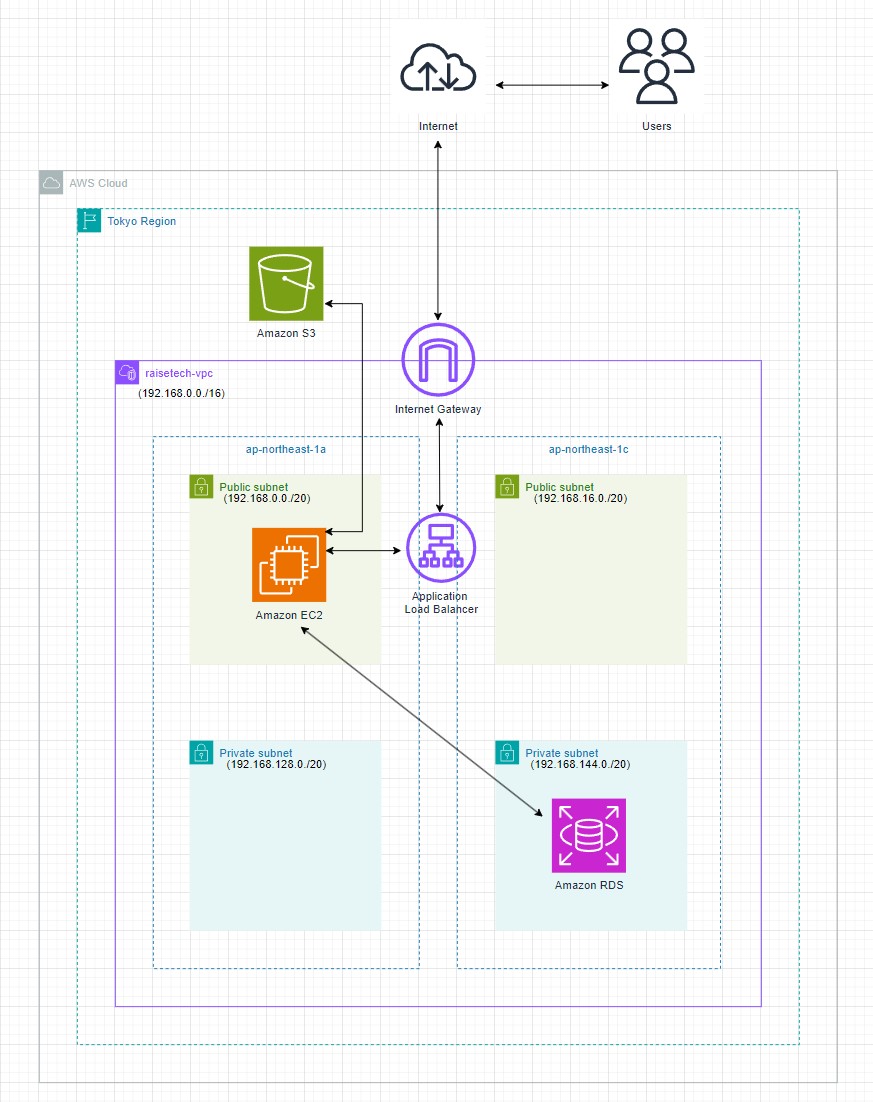 Internet
Users
AWS Cloud
Tokyo Region
Amazon S3
raisetech-vpc
(192.168.0.0./16)
Internet Gateway
ap-northeast-1a
ap-northeast-1c
Public subnet
(192.168.0.0./20)
Public subnet
(192.168.16.0./20)
Amazon EC2
Application
Load Balancer
Private subnet
(192.168.128.0./20)
Private subnet
(192.168.144.0./20)
Amazon RDS